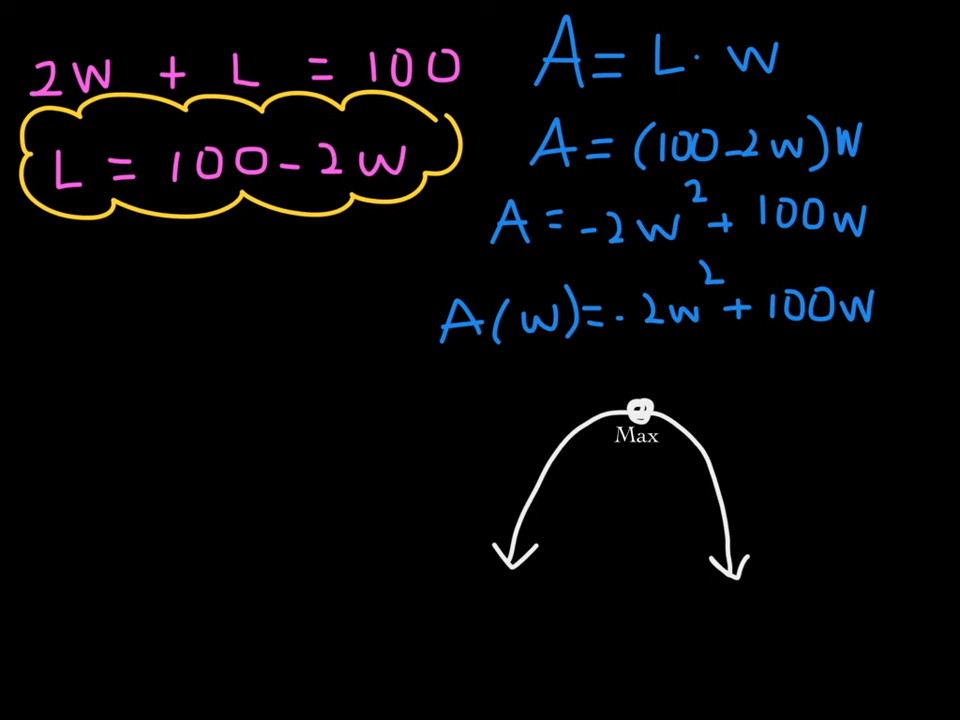 2w + L = 100
L = 100 - 2w
A = L · w
A = (100 - 2w)w
A = -2w² + 100w
A(w) = -2w² + 100w
Max